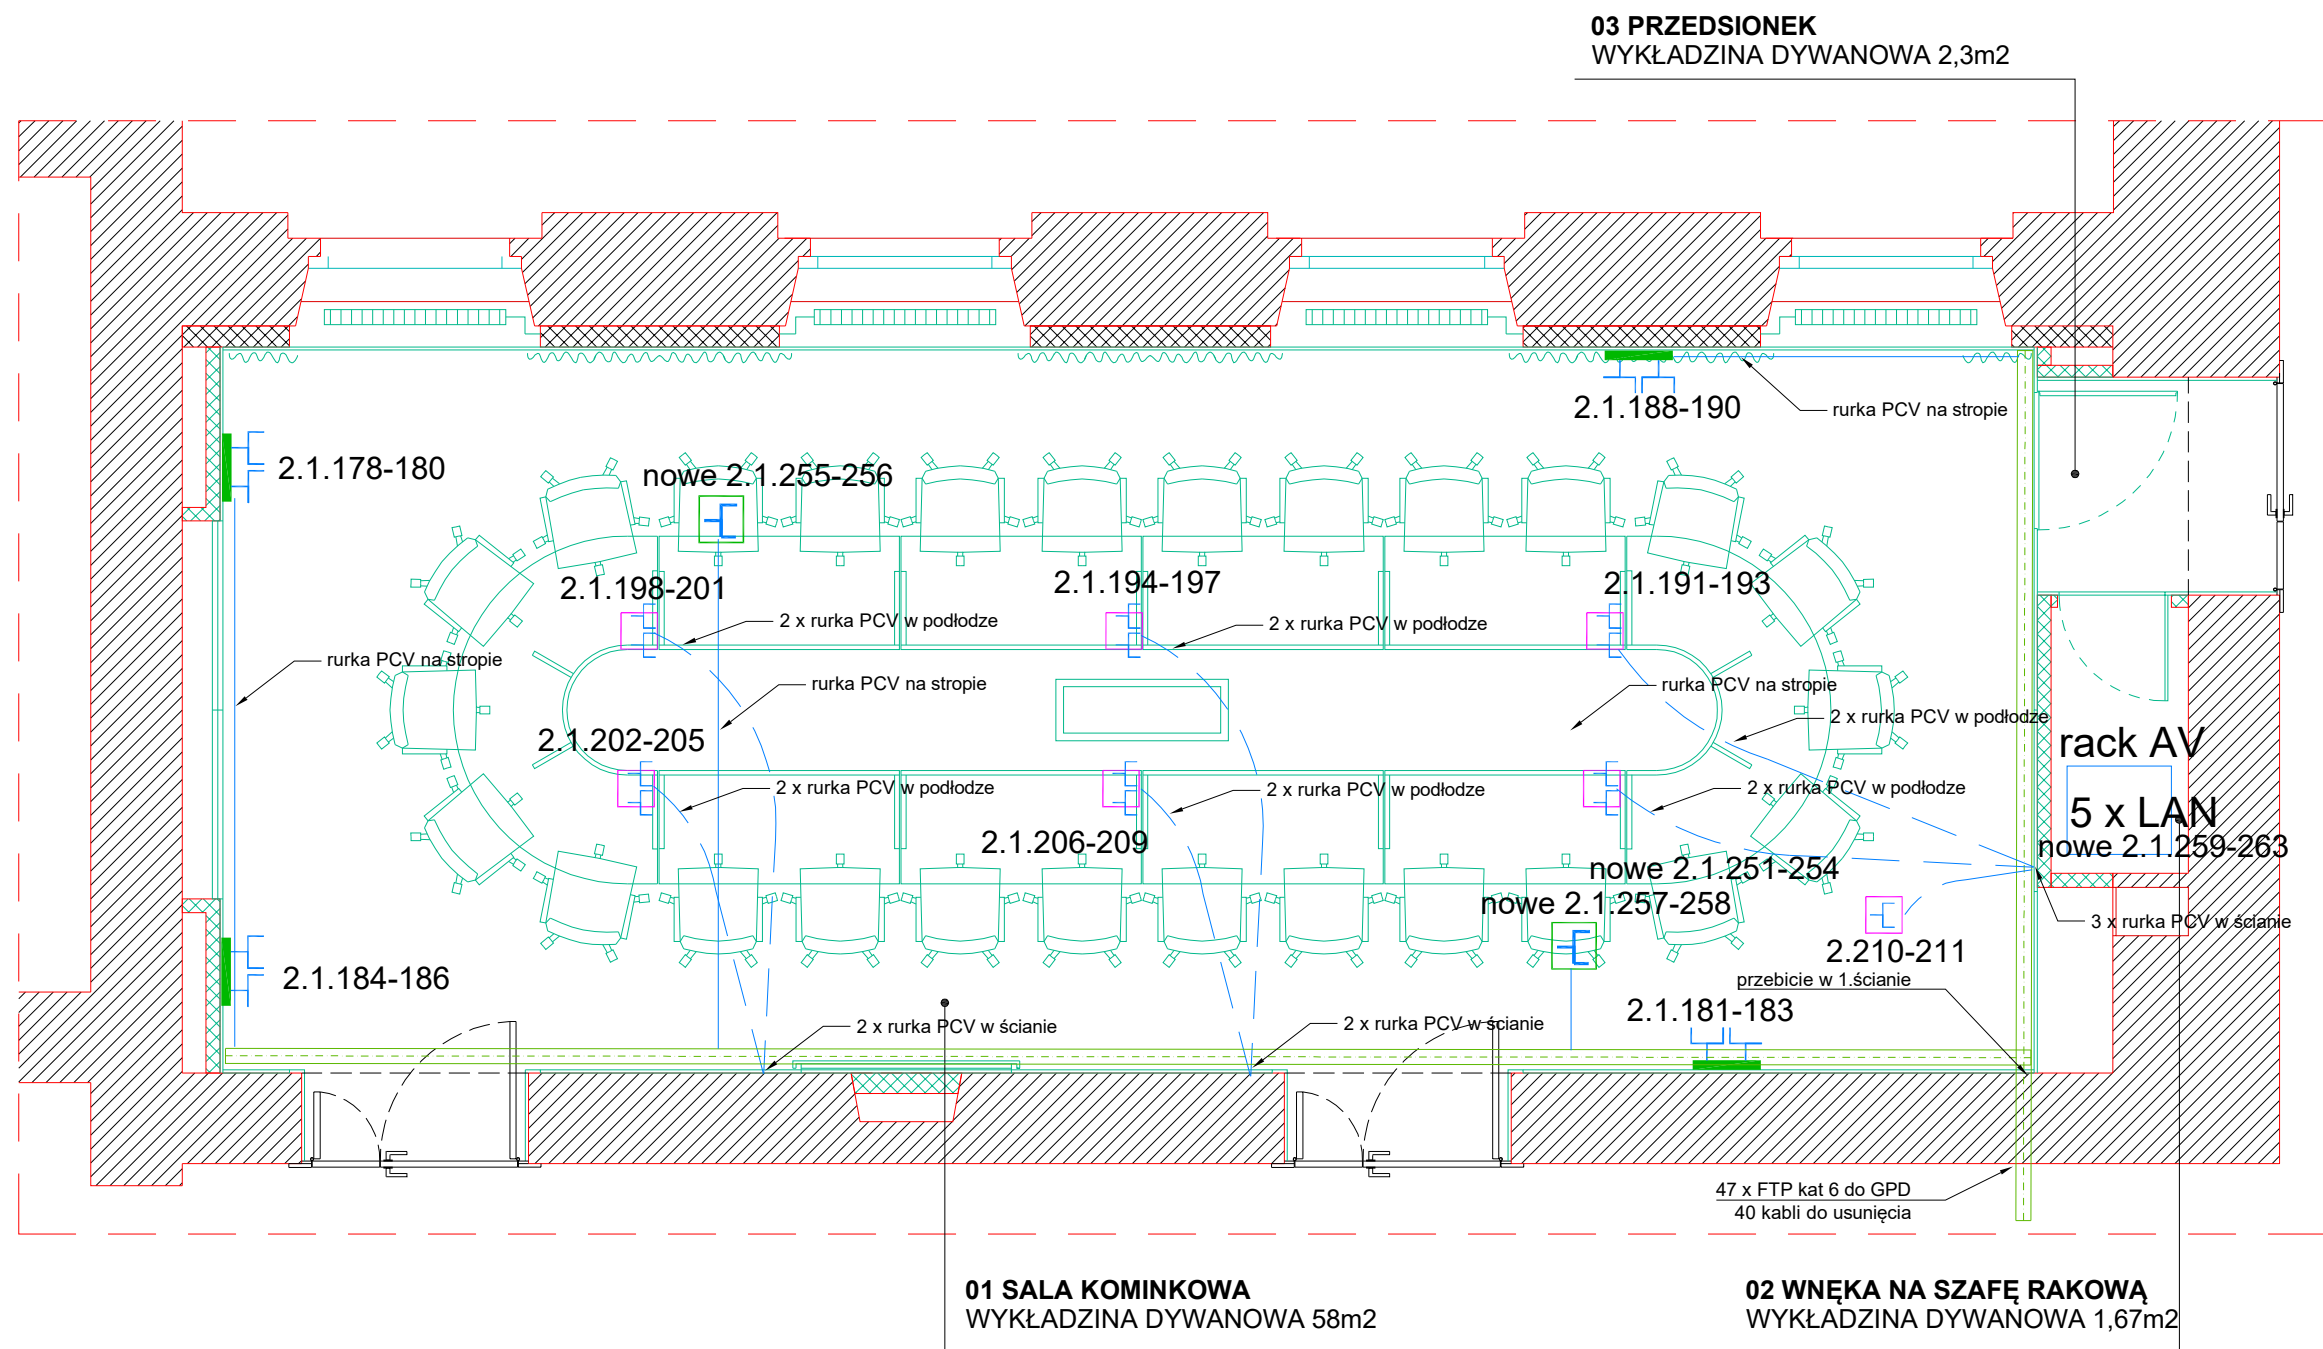 03 PRZEDSIONEK
WYKŁADZINA DYWANOWA 2,3m2
2.1.188-190
rurka PCV na stropie
2.1.178-180
nowe 2.1.255-256
2.1.198-201
2.1.194-197
2.1.191-193
2 x rurka PCV w podłodze
2 x rurka PCV w podłodze
rurka PCV na stropie
rurka PCV na stropie
rurka PCV na stropie
2 x rurka PCV w podłodze
2.1.202-205
rack AV
2 x rurka PCV w podłodze
2 x rurka PCV w podłodze
2 x rurka PCV w podłodze
5 x LAN
nowe 2.1.259-263
2.1.206-209
nowe 2.1.251-254
nowe 2.1.257-258
3 x rurka PCV w ścianie
2.210-211
2.1.184-186
przebicie w 1.ścianie
2.1.181-183
2 x rurka PCV w ścianie
2 x rurka PCV w ścianie
47 x FTP kat 6 do GPD
40 kabli do usunięcia
01 SALA KOMINKOWA
WYKŁADZINA DYWANOWA 58m2
02 WNĘKA NA SZAFĘ RAKOWĄ
WYKŁADZINA DYWANOWA 1,67m2